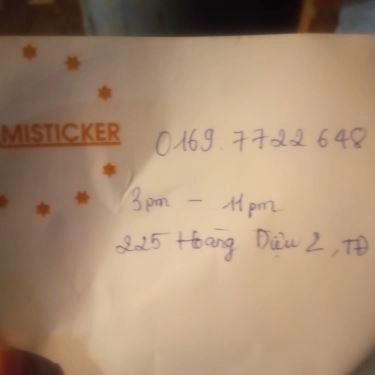 MISTICKER
0169.7722648
3pm - 11pm
225 Hoàng Diệu 2, TĐ